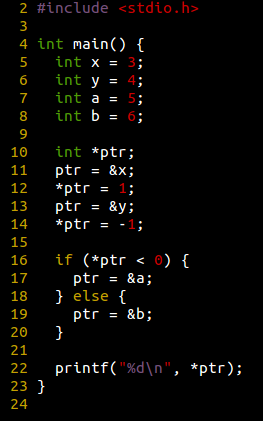 2 #include <stdio.h>
3
4 int main() {
5   int x = 3;
6   int y = 4;
7   int a = 5;
8   int b = 6;
9
10   int *ptr;
11   ptr = &x;
12   *ptr = 1;
13   ptr = &y;
14   *ptr = -1;
15
16   if (*ptr < 0) {
17     ptr = &a;
18   } else {
19     ptr = &b;
20   }
21
22   printf("%d\n", *ptr);
23 }
24